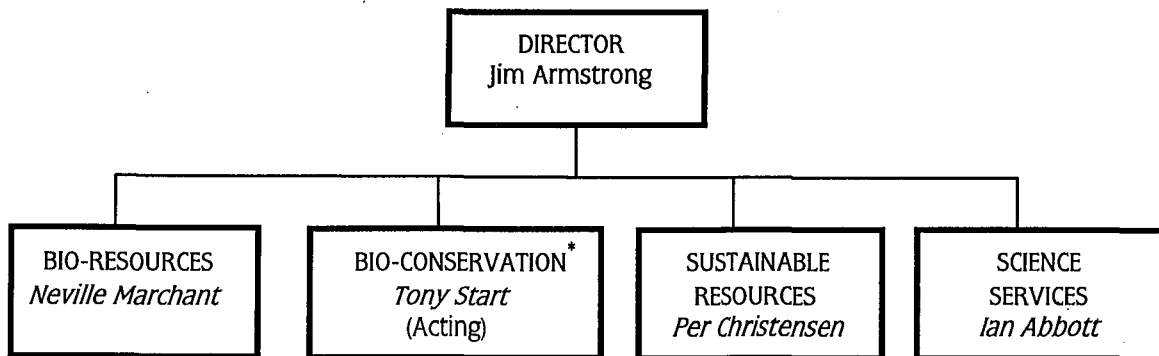 DIRECTOR
Jim Armstrong
BIO-RESOURCES
Neville Marchant
BIO-CONSERVATION*
Tony Start
(Acting)
SUSTAINABLE
RESOURCES
Per Christensen
SCIENCE
SERVICES
Ian Abbott